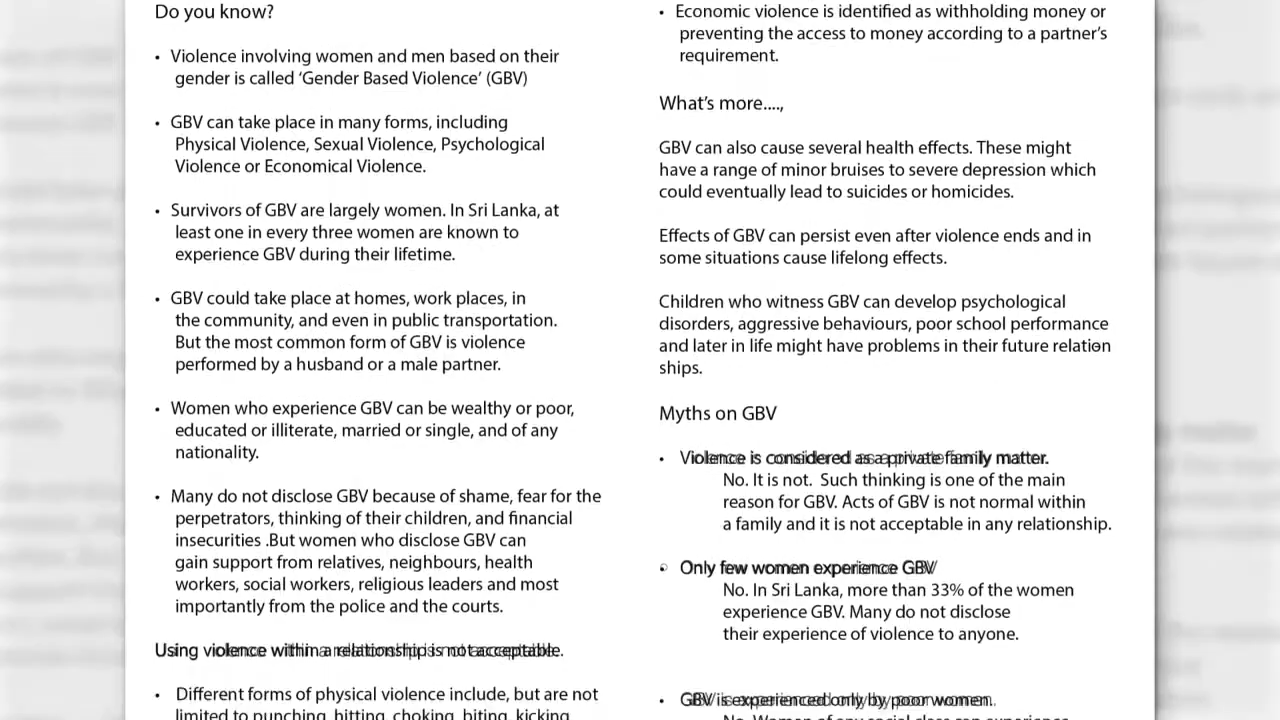 Do you know?
• Violence involving women and men based on their
gender is called ‘Gender Based Violence’ (GBV)
• GBV can take place in many forms, including
Physical Violence, Sexual Violence, Psychological
Violence or Economical Violence.
• Survivors of GBV are largely women. In Sri Lanka, at
least one in every three women are known to
experience GBV during their lifetime.
• GBV could take place at homes, work places, in
the community, and even in public transportation.
But the most common form of GBV is violence
performed by a husband or a male partner.
• Women who experience GBV can be wealthy or poor,
educated or illiterate, married or single, and of any
nationality.
• Many do not disclose GBV because of shame, fear for the
perpetrators, thinking of their children, and financial
insecurities .But women who disclose GBV can
gain support from relatives, neighbours, health
workers, social workers, religious leaders and most
importantly from the police and the courts.
Using violence within a relationship is not acceptable.
• Different forms of physical violence include, but are not
limited to punching, hitting, choking, biting, kicking,
• Economic violence is identified as withholding money or
preventing the access to money according to a partner’s
requirement.
What’s more....,
GBV can also cause several health effects. These might
have a range of minor bruises to severe depression which
could eventually lead to suicides or homicides.
Effects of GBV can persist even after violence ends and in
some situations cause lifelong effects.
Children who witness GBV can develop psychological
disorders, aggressive behaviours, poor school performance
and later in life might have problems in their future relation
ships.
Myths on GBV
• Violence is considered as a private family matter.
No. It is not. Such thinking is one of the main
reason for GBV. Acts of GBV is not normal within
a family and it is not acceptable in any relationship.
• Only few women experience GBV
No. In Sri Lanka, more than 33% of the women
experience GBV. Many do not disclose
their experience of violence to anyone.
• GBV is experienced only by poor women.
No. Women of any social class can experience